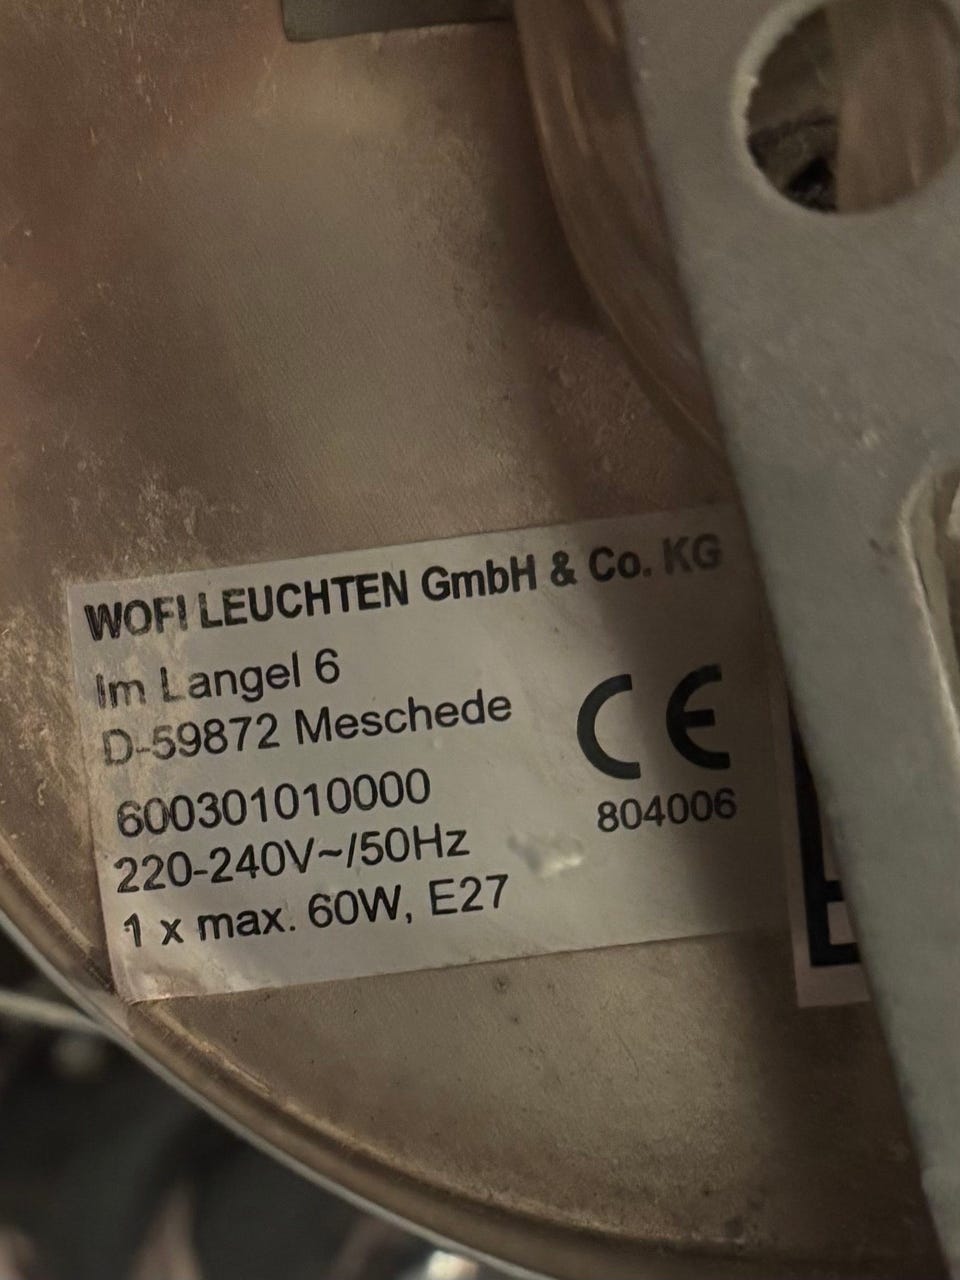 WOFI LEUCHTEN GmbH & Co. KG
Im Langel 6
D-59872 Meschede
CE
600301010000
804006
220-240V~/50Hz
1 x max. 60W, E27